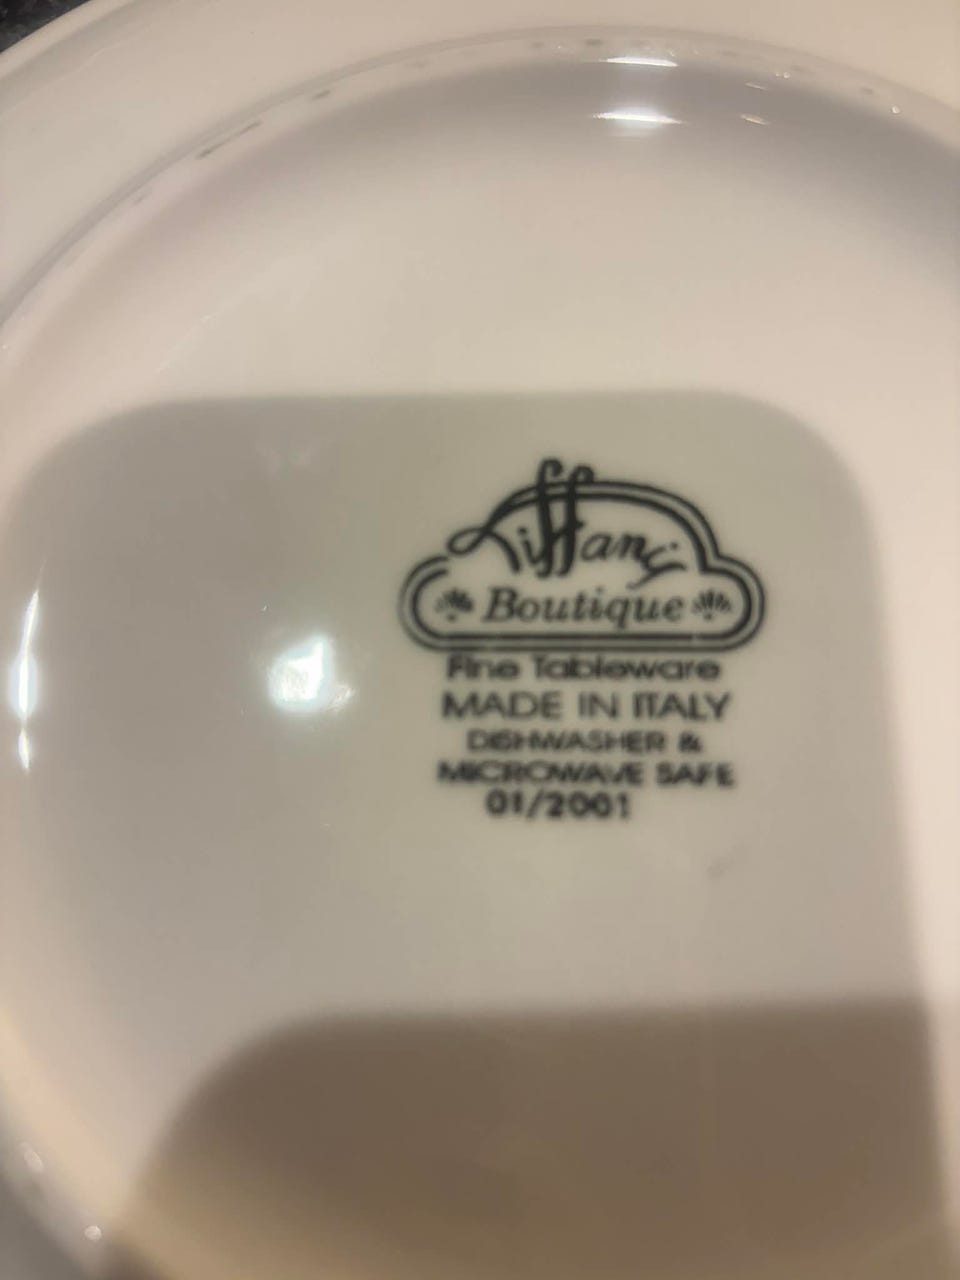 Tiffany
Boutique
Fine Tableware
MADE IN ITALY
DISHWASHER &
MICROWAVE SAFE
01/2001